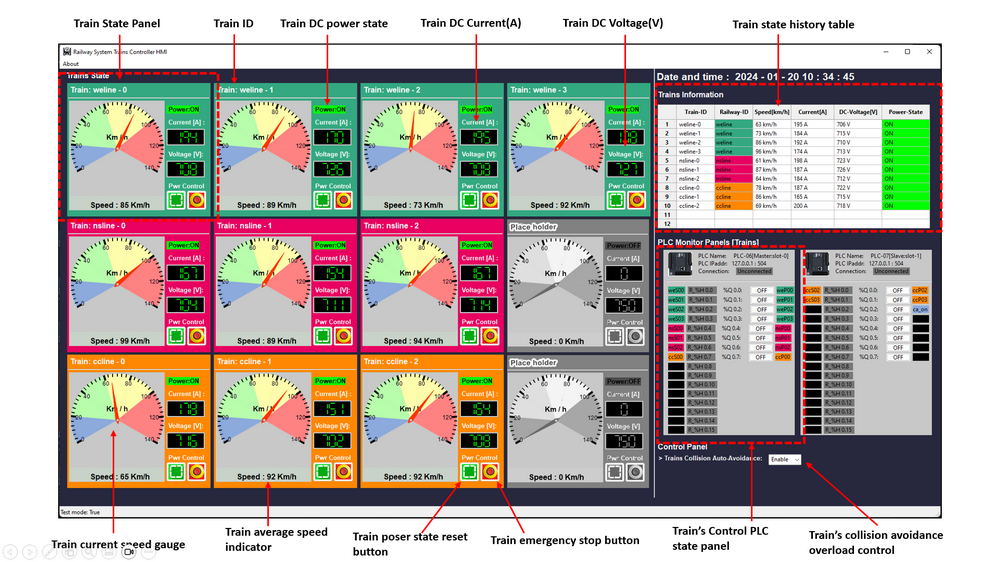 Train State Panel
Train ID
Train DC power state
Train DC Current(A)
Train DC Voltage(V)
Train state history table
Railway System Trains Controller HMI
About
Trains State
Train: weline - 0
Train: weline - 1
Train: weline - 2
Train: weline - 3
Power:ON
Power:ON
Power:ON
Current [A] :
Current [A] :
Current [A] :
Km / h
Km / h
Km / h
Km / h
194
170
195
Voltage [V]:
Voltage [V]:
Voltage [V]:
Voltage [V]:
708
726
708
727
Pwr Control
Pwr Control
Pwr Control
Pwr Control
Speed : 85 Km/h
Speed : 89 Km/h
Speed : 73 Km/h
Speed : 92 Km/h
Train: nsline - 0
Train: nsline - 1
Train: nsline - 2
Place holder
Power:ON
Power:ON
Power:ON
Power:OFF
Current [A] :
Current [A] :
Current [A] :
Current [A] :
Km / h
Km / h
Km / h
Km / h
167
154
157
0
Voltage [V]:
Voltage [V]:
Voltage [V]:
Voltage [V]:
704
711
714
750
Pwr Control
Pwr Control
Pwr Control
Pwr Control
Speed : 99 Km/h
Speed : 89 Km/h
Speed : 94 Km/h
Speed : 0 Km/h
Train: ccline - 0
Train: ccline - 1
Train: ccline - 2
Place holder
Power:ON
Power:ON
Power:ON
Power:OFF
Current [A] :
Current [A] :
Current [A] :
Current [A] :
Km / h
Km / h
Km / h
Km / h
178
151
164
0
Voltage [V]:
Voltage [V]:
Voltage [V]:
Voltage [V]:
716
702
708
750
Pwr Control
Pwr Control
Pwr Control
Pwr Control
Speed : 65 Km/h
Speed : 92 Km/h
Speed : 92 Km/h
Speed : 0 Km/h
Date and time : 2024 - 01 - 20 10 : 34 : 45
Trains Information
Train-ID Railway-ID Speed[km/h] Current[A] DC-Voltage[V] Power-State
1 weline-0 weline 63 km/h 195 A 706 V ON
2 weline-1 weline 73 km/h 184 A 715 V ON
3 weline-2 weline 86 km/h 192 A 710 V ON
4 weline-3 weline 96 km/h 174 A 713 V ON
5 nsline-0 nsline 61 km/h 198 A 723 V ON
6 nsline-1 nsline 87 km/h 187 A 724 V ON
7 nsline-2 nsline 64 km/h 184 A 712 V ON
8 ccline-0 ccline 78 km/h 187 A 722 V ON
9 ccline-1 ccline 86 km/h 165 A 715 V ON
10 ccline-2 ccline 69 km/h 200 A 718 V ON
11
12
PLC Monitor Panels [Trains]
PLC Name: PLC-06[Master:slot-0]
PLC IPaddr: 127.0.0.1 : 504
Connection: Unconnected
weS00 R_%H 0.0 %Q 0.0: OFF weP00
weS01 R_%H 0.1 %Q 0.1: OFF weP01
weS02 R_%H 0.2 %Q 0.2: OFF weP02
weS03 R_%H 0.3 %Q 0.3: OFF weP03
nsS00 R_%H 0.4 %Q 0.4: OFF nsP00
nsS01 R_%H 0.5 %Q 0.5: OFF nsP01
nsS02 R_%H 0.6 %Q 0.6: OFF nsP02
ccS00 R_%H 0.7 %Q 0.7: OFF ccP00
R_%H 0.8
R_%H 0.9
R_%H 0.10
R_%H 0.11
R_%H 0.12
R_%H 0.13
R_%H 0.14
R_%H 0.15
PLC Name: PLC-07[Slave:slot-1]
PLC IPaddr: 127.0.0.1 : 504
Connection: Unconnected
ccS02 R_%H 0.0 %Q 0.0: OFF ccP02
ccS03 R_%H 0.1 %Q 0.1: OFF ccP03
R_%H 0.2 %Q 0.2: OFF ca_on
R_%H 0.3 %Q 0.3: OFF
R_%H 0.4 %Q 0.4: OFF
R_%H 0.5 %Q 0.5: OFF
R_%H 0.6 %Q 0.6: OFF
R_%H 0.7 %Q 0.7: OFF
R_%H 0.8
R_%H 0.9
R_%H 0.10
R_%H 0.11
R_%H 0.12
R_%H 0.13
R_%H 0.14
R_%H 0.15
Control Panel
> Trains Collision Auto-Avoidance: Enable
Test mode: True
Train current speed gauge
Train average speed
indicator
Train poser state reset
button
Train emergency stop button
Train's Control PLC
state panel
Train's collision avoidance
overload control